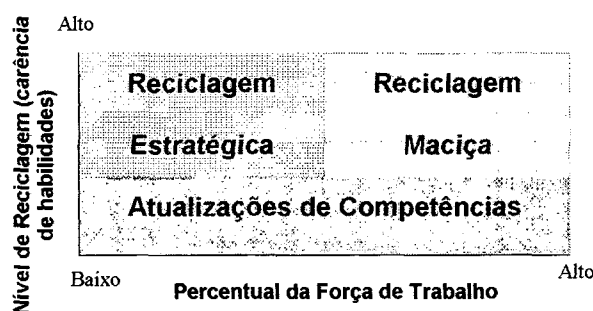 Alto
Nível de Reciclagem (carência
de habilidades)
Reciclagem Reciclagem
Estratégica Maciça
Atualizações de Competências
Baixo Alto
Percentual da Força de Trabalho